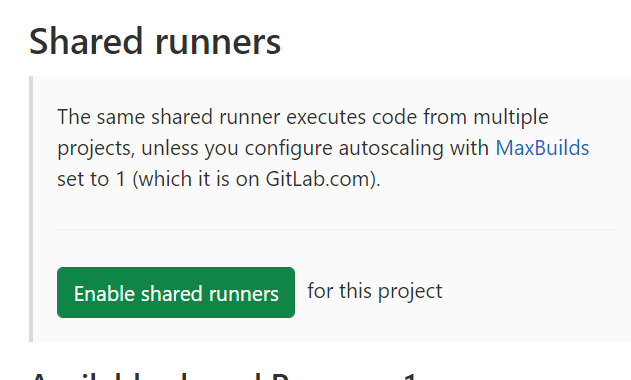 Shared runners
The same shared runner executes code from multiple
projects, unless you configure autoscaling with MaxBuilds
set to 1 (which it is on GitLab.com).
Enable shared runners for this project